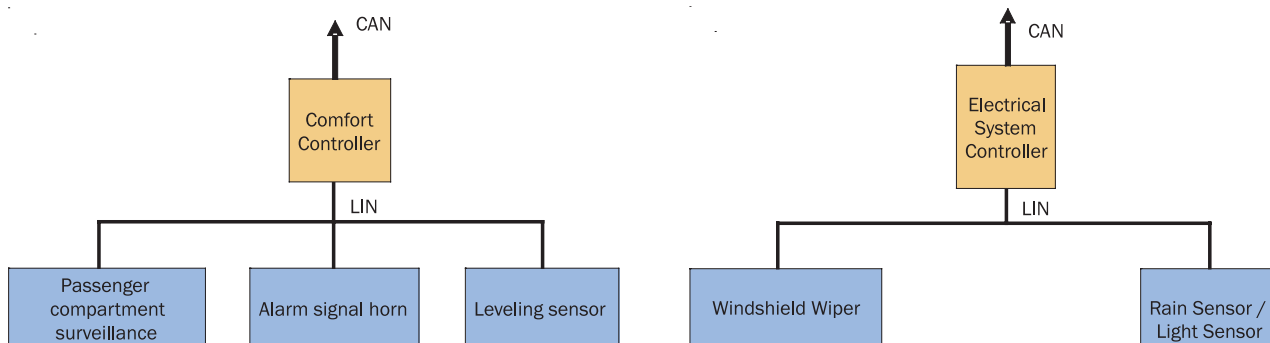 CAN
Comfort
Controller
LIN
Passenger
compartment
surveillance
Alarm signal horn
Leveling sensor
CAN
Electrical
System
Controller
LIN
Windshield Wiper
Rain Sensor /
Light Sensor